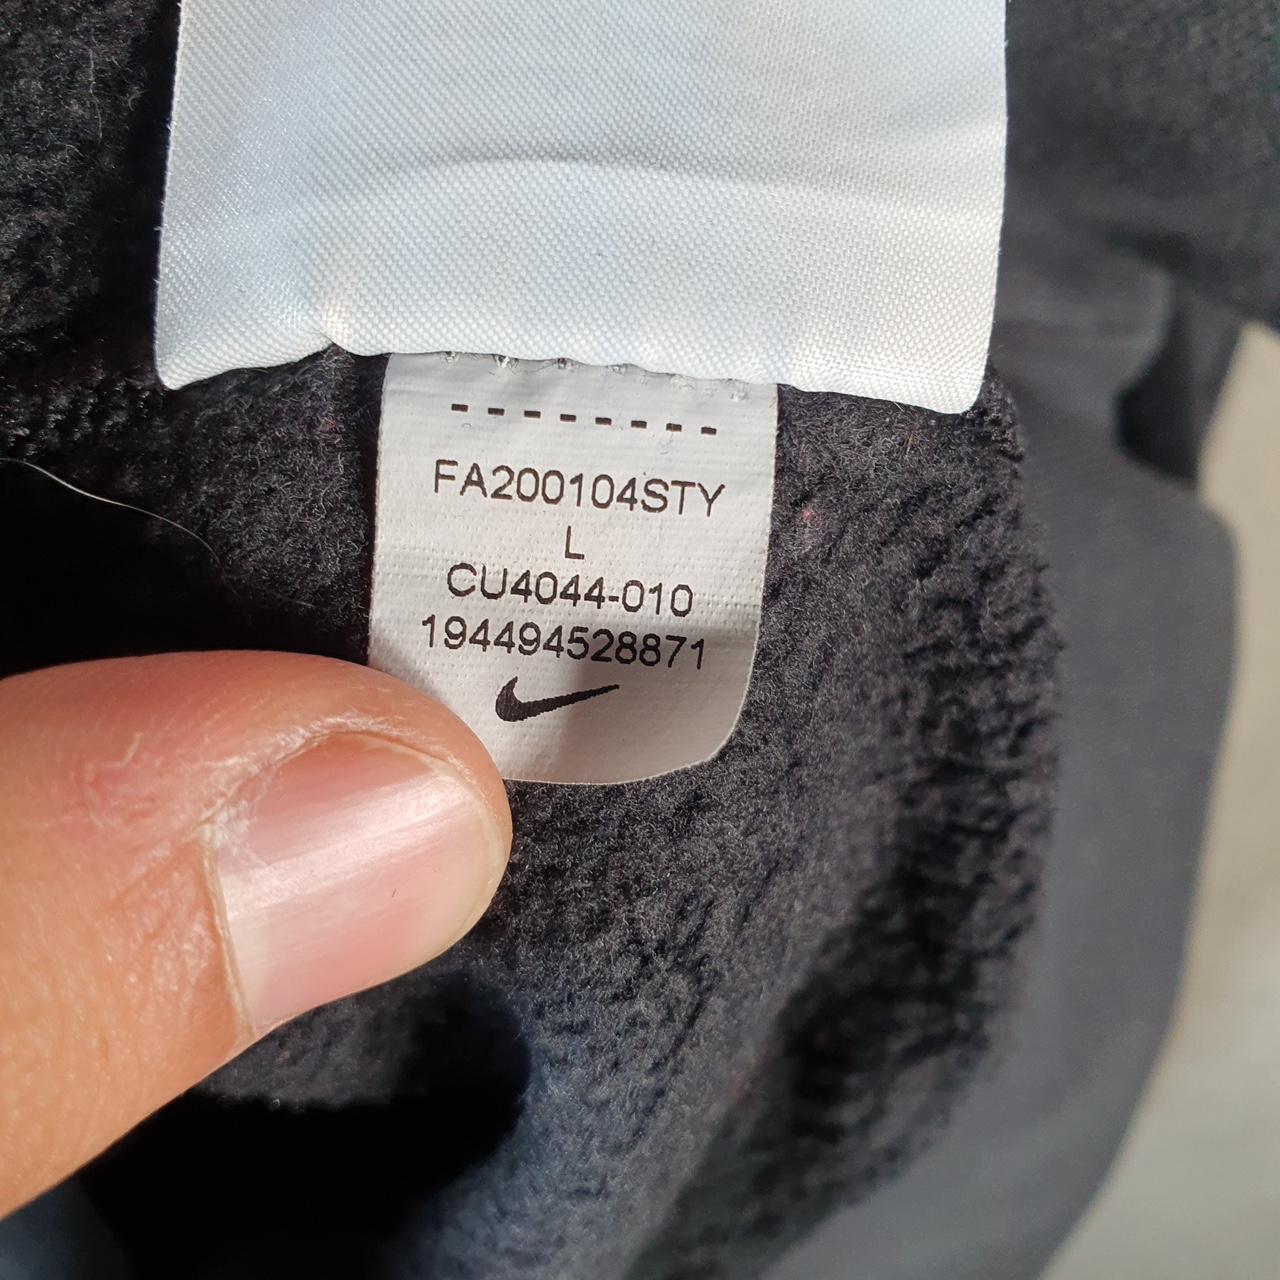 --------
FA200104STY
L
CU4044-010
194494528871